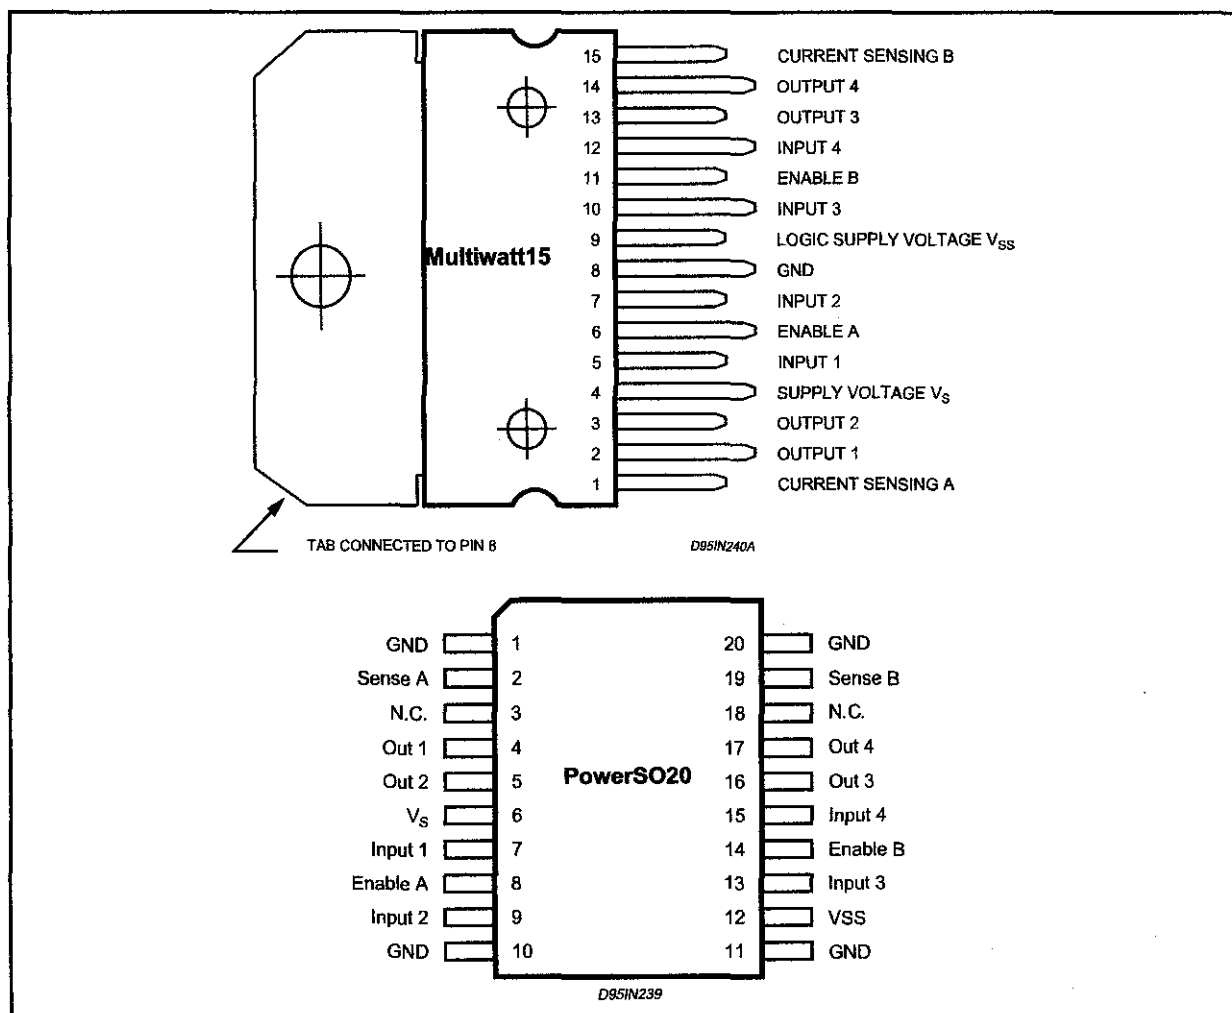 15 CURRENT SENSING B
14 OUTPUT 4
13 OUTPUT 3
12 INPUT 4
11 ENABLE B
10 INPUT 3
9 LOGIC SUPPLY VOLTAGE VSS
Multiwatt15
8 GND
7 INPUT 2
6 ENABLE A
5 INPUT 1
4 SUPPLY VOLTAGE VS
3 OUTPUT 2
2 OUTPUT 1
1 CURRENT SENSING A
TAB CONNECTED TO PIN 8
D95IN240A
GND 1 20 GND
Sense A 2 19 Sense B
N.C. 3 18 N.C.
Out 1 4 17 Out 4
PowerSO20
Out 2 5 16 Out 3
VS 6 15 Input 4
Input 1 7 14 Enable B
Enable A 8 13 Input 3
Input 2 9 12 VSS
GND 10 11 GND
D95IN239